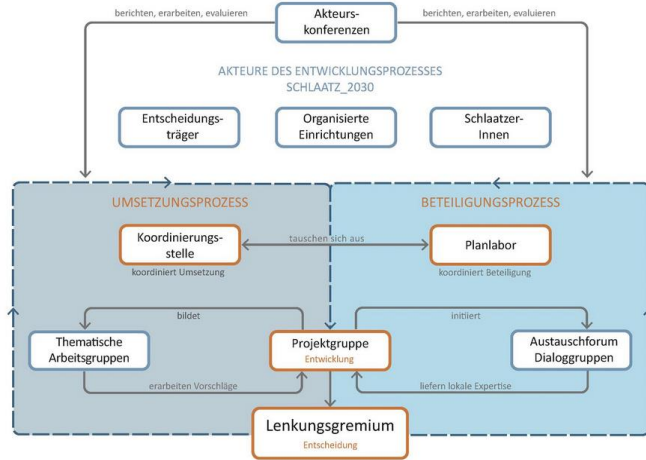 berichten, erarbeiten, evaluieren
Akteurs-
konferenzen
berichten, erarbeiten, evaluieren
AKTEURE DES ENTWICKLUNGSPROZESSES
SCHLAATZ_2030
Entscheidungs-
träger
Organisierte
Einrichtungen
Schlaatzer-
Innen
UMSETZUNGSPROZESS
BETEILIGUNGSPROZESS
Koordinierungs-
stelle
tauschen sich aus
Planlabor
koordiniert Umsetzung
koordiniert Beteiligung
bildet
initiiert
Thematische
Arbeitsgruppen
Projektgruppe
Entwicklung
Austauschforum
Dialoggruppen
erarbeiten Vorschläge
liefern lokale Expertise
Lenkungsgremium
Entscheidung